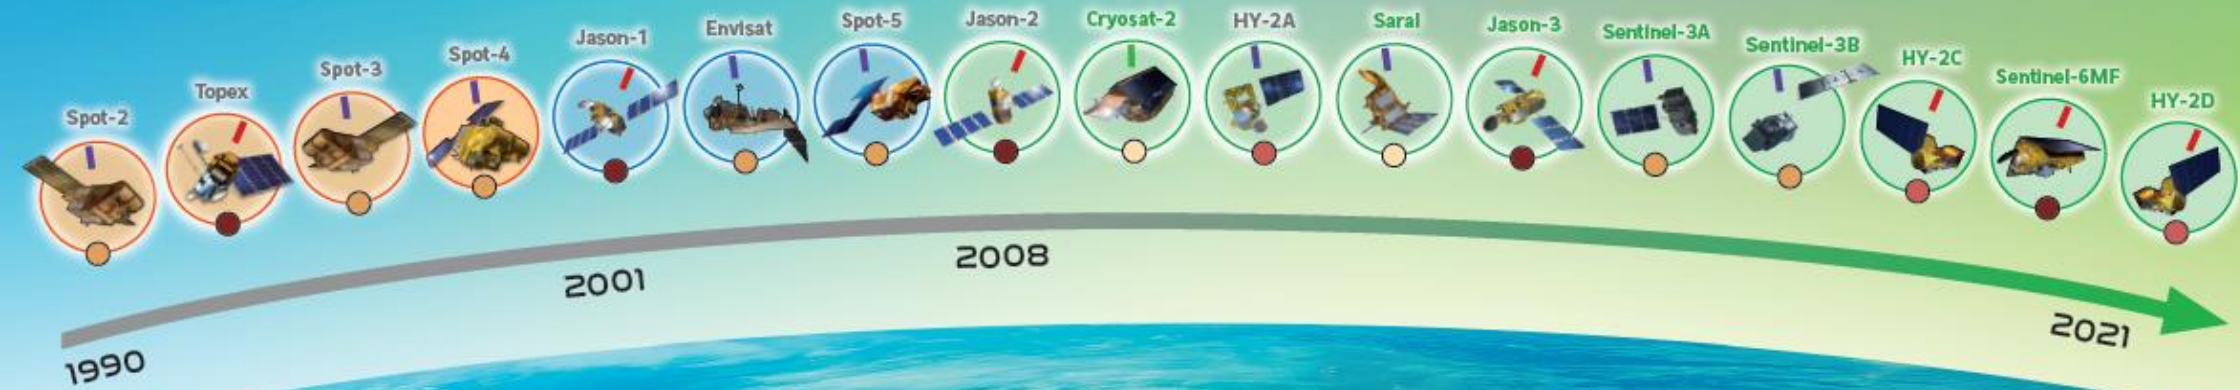 Spot-2
Topex
Spot-3
Spot-4
Jason-1
Envisat
Spot-5
Jason-2
Cryosat-2
HY-2A
Saral
Jason-3
Sentinel-3A
Sentinel-3B
HY-2C
Sentinel-6MF
HY-2D
1990
2001
2008
2021